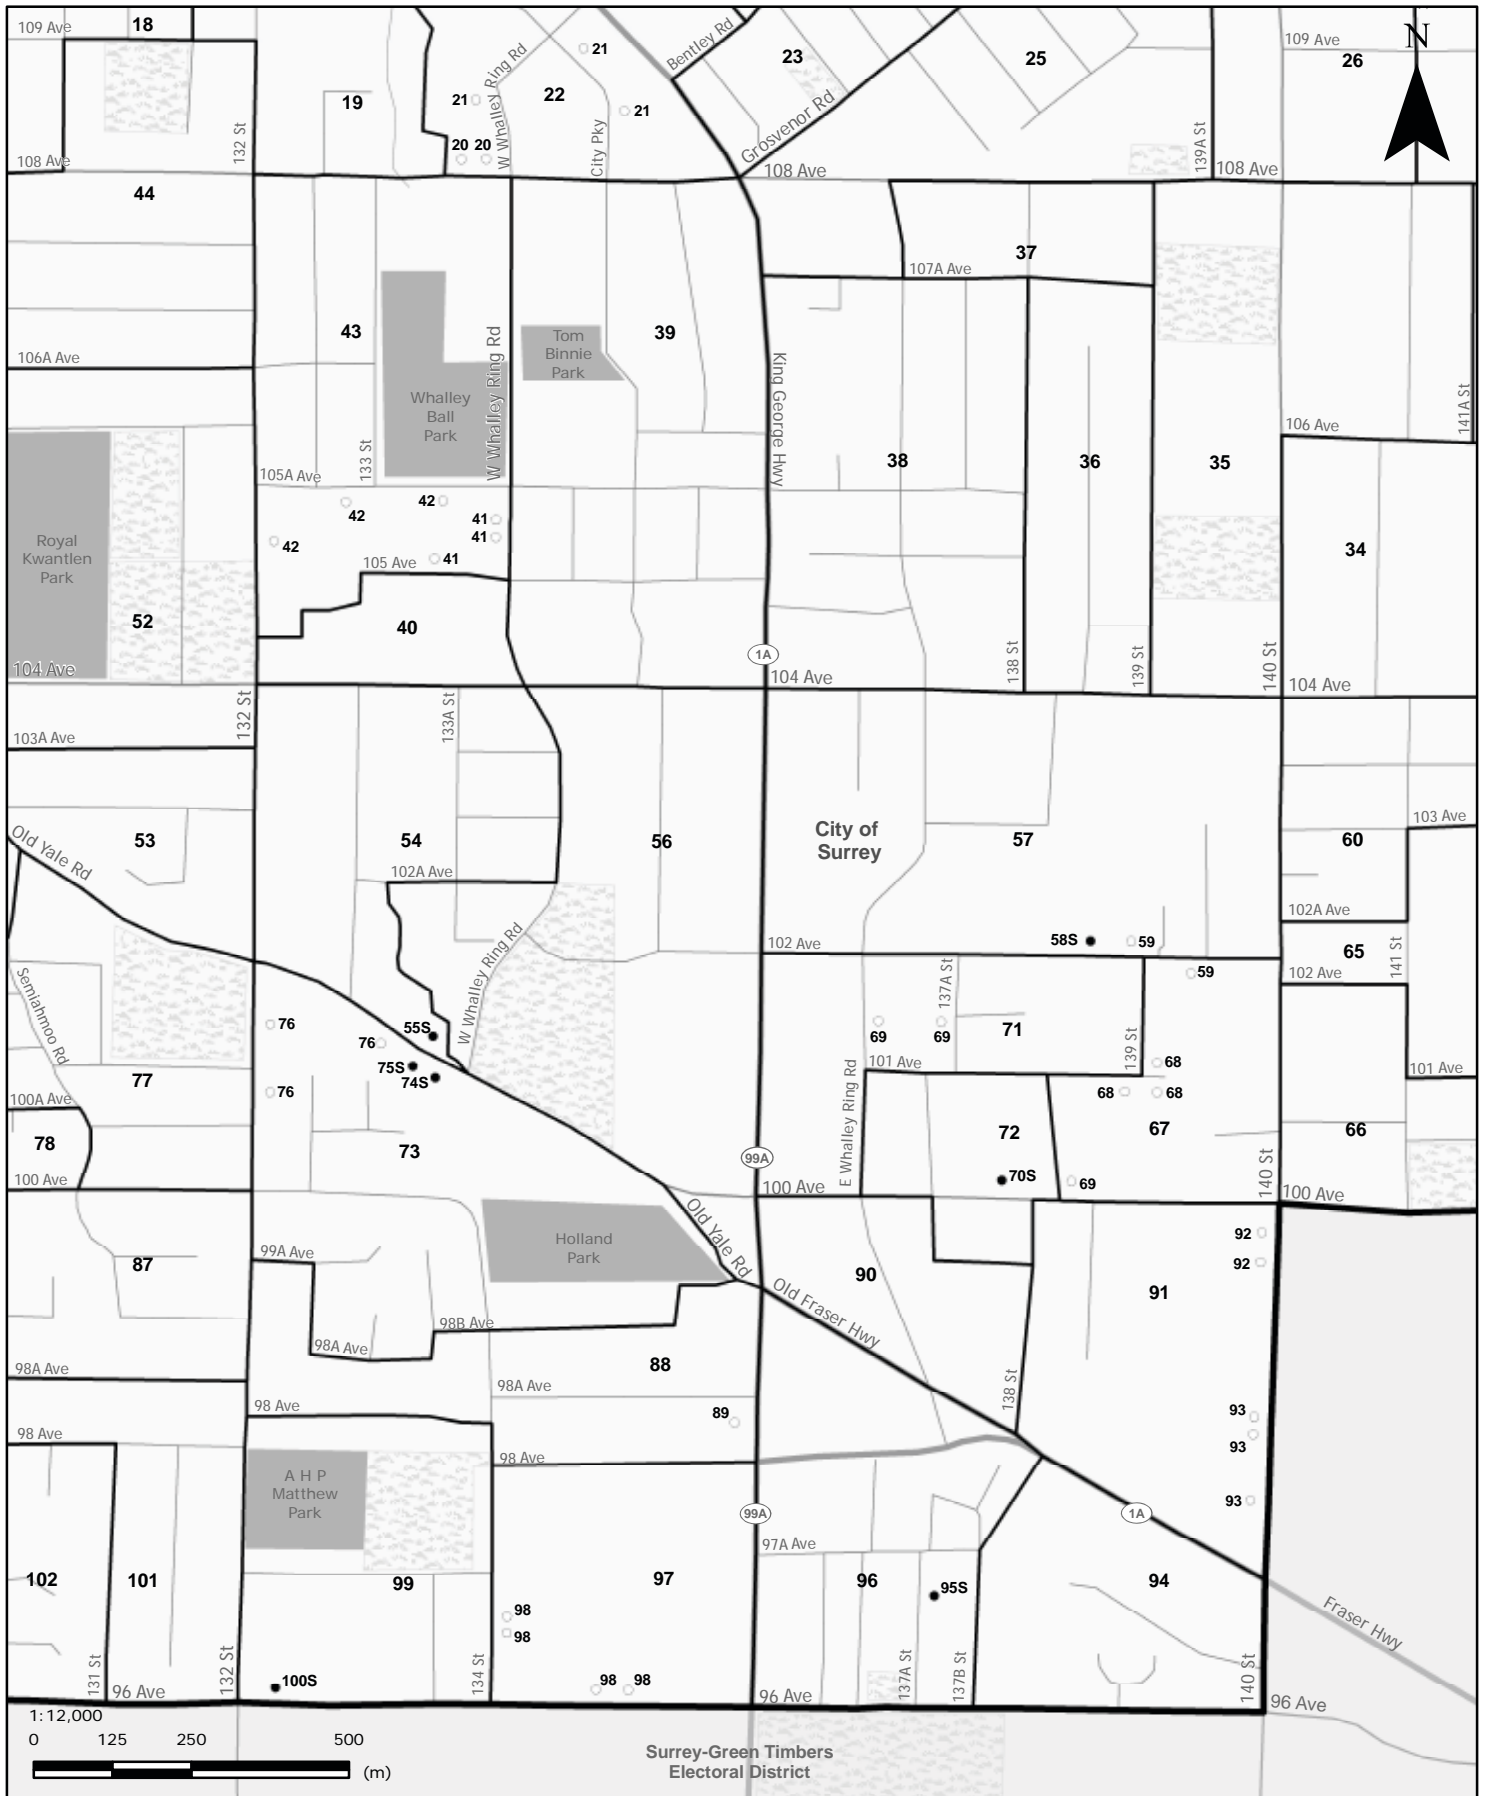 109 Ave
18
21
Bentley Rd
23
25
109 Ave
26
N
19
21
W Whalley Ring Rd
22
21
132 St
20 20
City Pky
Grosvenor Rd
139A St
108 Ave
108 Ave
108 Ave
44
37
107A Ave
43
W Whalley Ring Rd
Tom
Binnie
Park
39
King George Hwy
106A Ave
Whalley
Ball
Park
141A St
106 Ave
133 St
105A Ave
38
36
35
42
42
41
41
42
41
105 Ave
Royal
Kwantlen
Park
34
52
40
104 Ave
1A
138 St
139 St
140 St
104 Ave
104 Ave
132 St
133A St
103A Ave
Old Yale Rd
53
54
56
City of
Surrey
57
103 Ave
60
102A Ave
102A Ave
W Whalley Ring Rd
102 Ave
58S
59
65
141 St
102 Ave
59
Semiahmoo Rd
137A St
76
55S
76
69
69
71
139 St
75S
74S
101 Ave
68
101 Ave
77
76
68
68
100A Ave
E Whalley Ring Rd
78
73
72
67
66
99A
70S
69
140 St
100 Ave
100 Ave
100 Ave
Old Yale Rd
Holland
Park
92
99A Ave
92
87
90
91
Old Fraser Hwy
98B Ave
98A Ave
88
98A Ave
98A Ave
138 St
98 Ave
89
93
98 Ave
98 Ave
93
A H P
Matthew
Park
93
99A
1A
97A Ave
102
101
99
97
96
95S
94
98
98
Fraser Hwy
131 St
132 St
100S
134 St
98
98
137A St
137B St
140 St
96 Ave
96 Ave
96 Ave
1:12,000
0
125
250
500
(m)
Surrey-Green Timbers
Electoral District